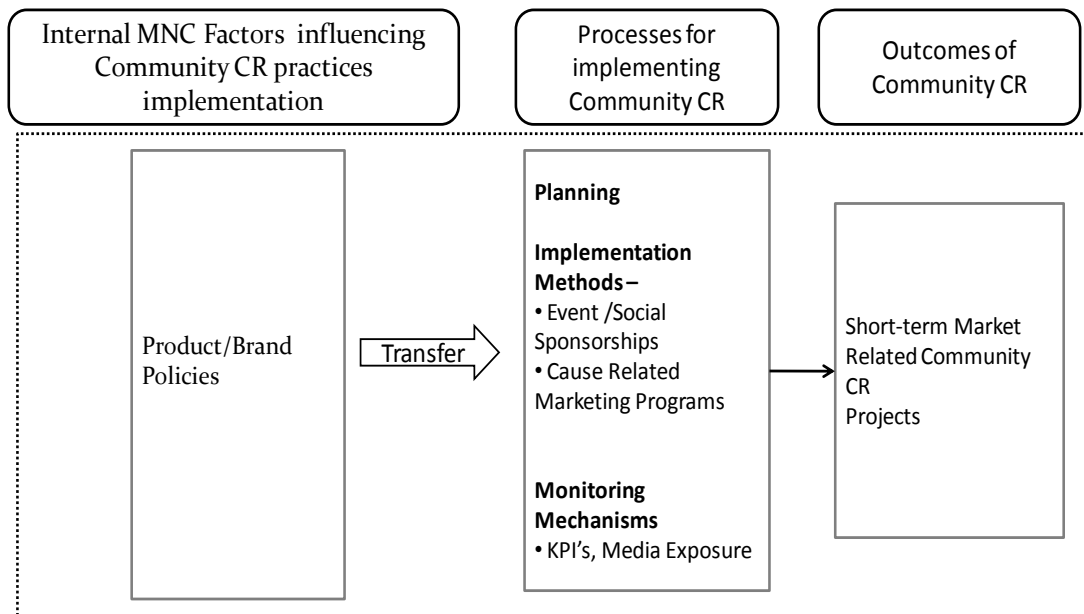 Internal MNC Factors influencing
Community CR practices
implementation
Processes for
implementing
Community CR
Outcomes of
Community CR
Product/Brand
Policies
Transfer
Planning
Implementation
Methods –
• Event /Social
Sponsorships
• Cause Related
Marketing Programs
Monitoring
Mechanisms
• KPI's, Media Exposure
Short-term Market
Related Community
CR
Projects